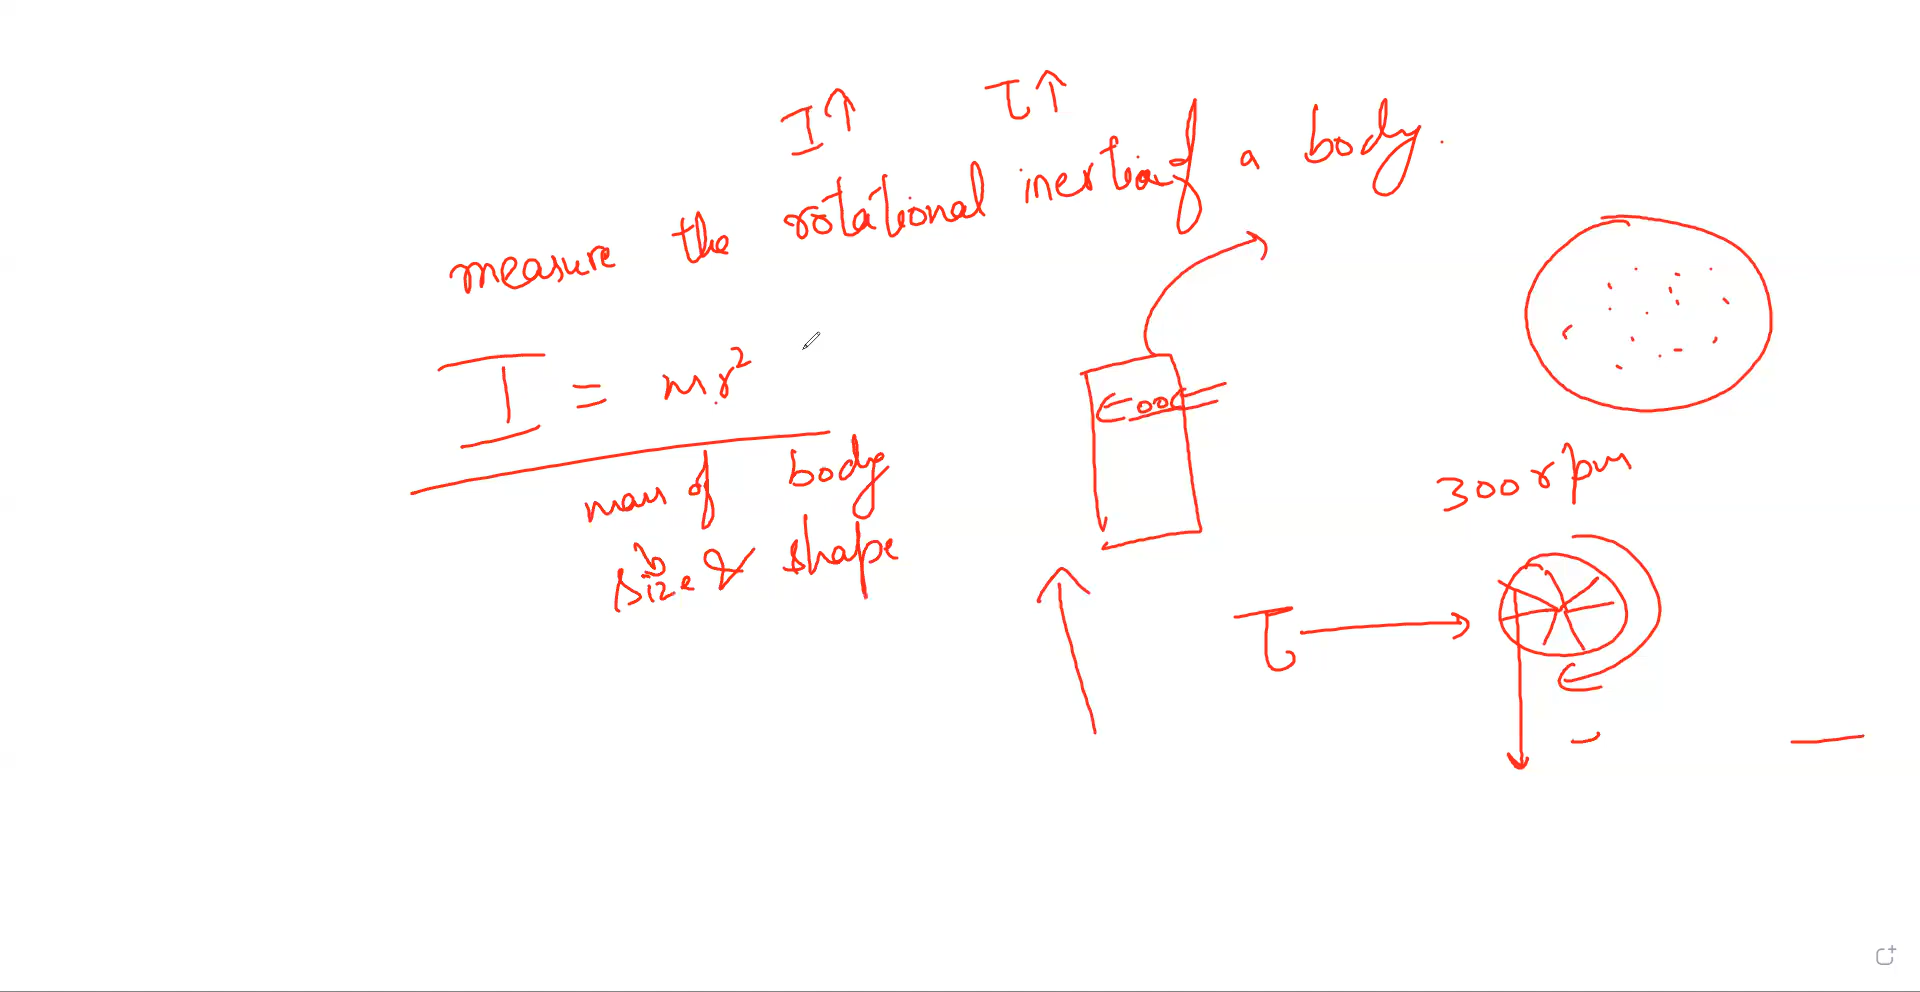 I↑ τ↑
measure the rotational inertia of a body.
I = mr²
mass of body
size & shape
300 rpm
τ